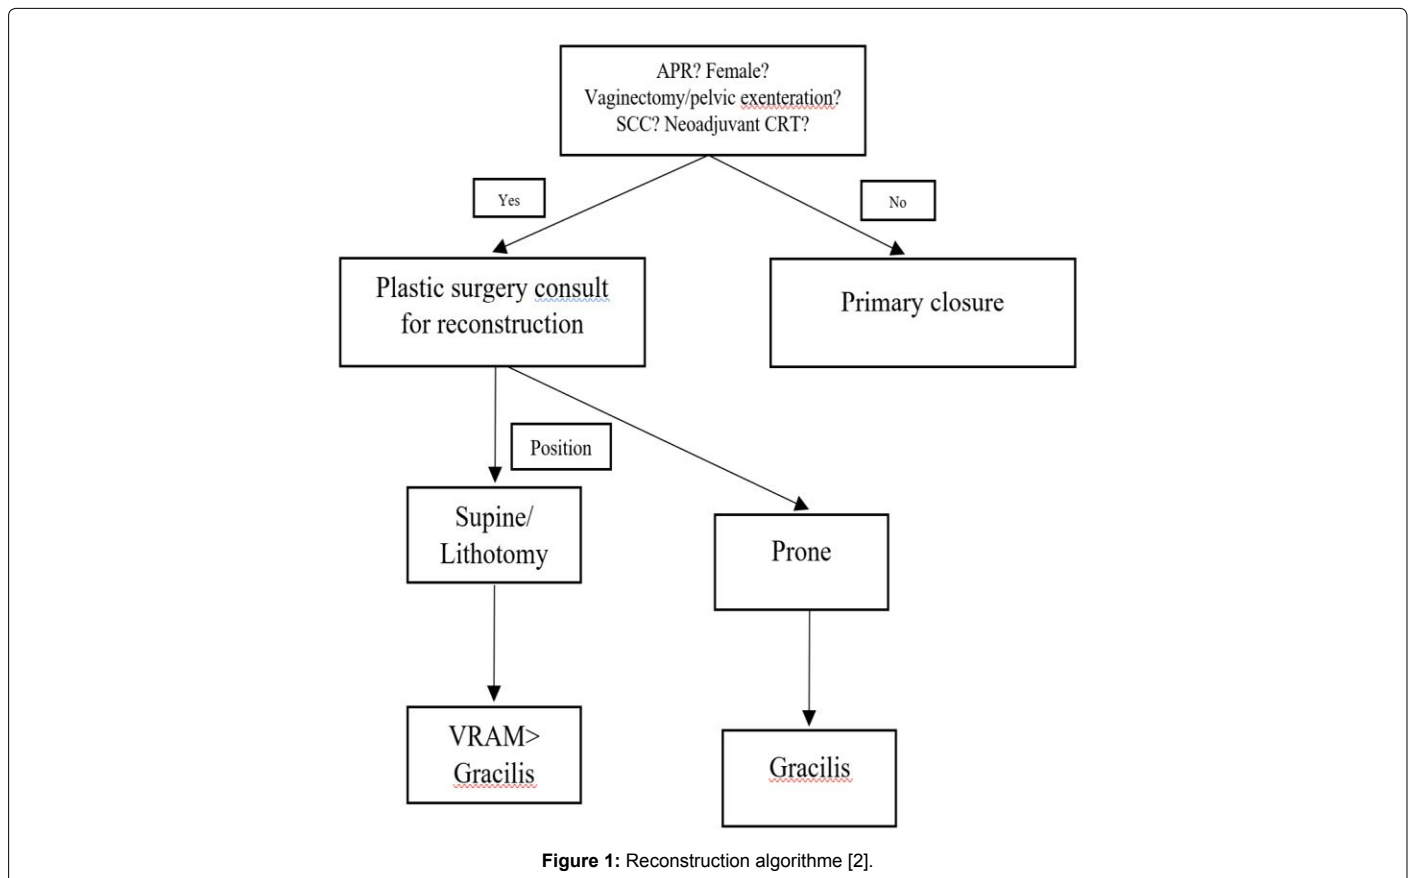 APR? Female?
Vaginectomy/pelvic exenteration?
SCC? Neoadjuvant CRT?
Yes
No
Plastic surgery consult
for reconstruction
Primary closure
Position
Supine/
Lithotomy
Prone
VRAM>
Gracilis
Gracilis
Figure 1: Reconstruction algorithme [2].